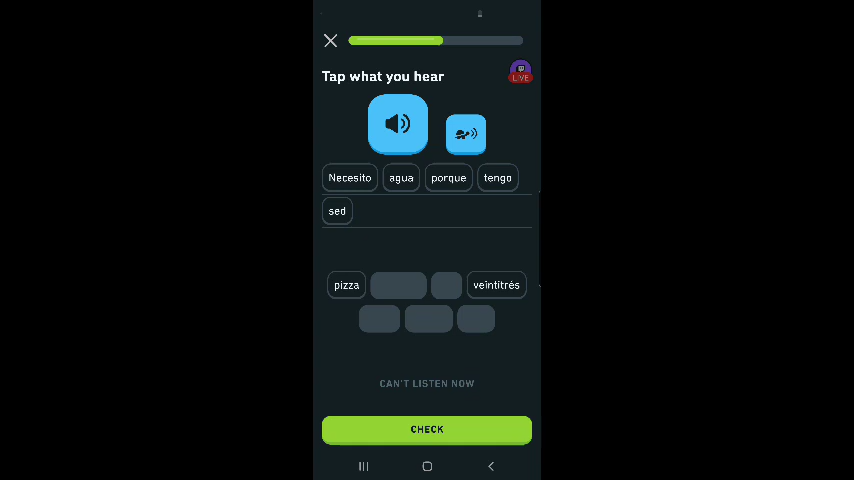 Tap what you hear
LIVE
Necesito agua porque tengo
sed
pizza veintitrés
CAN'T LISTEN NOW
CHECK